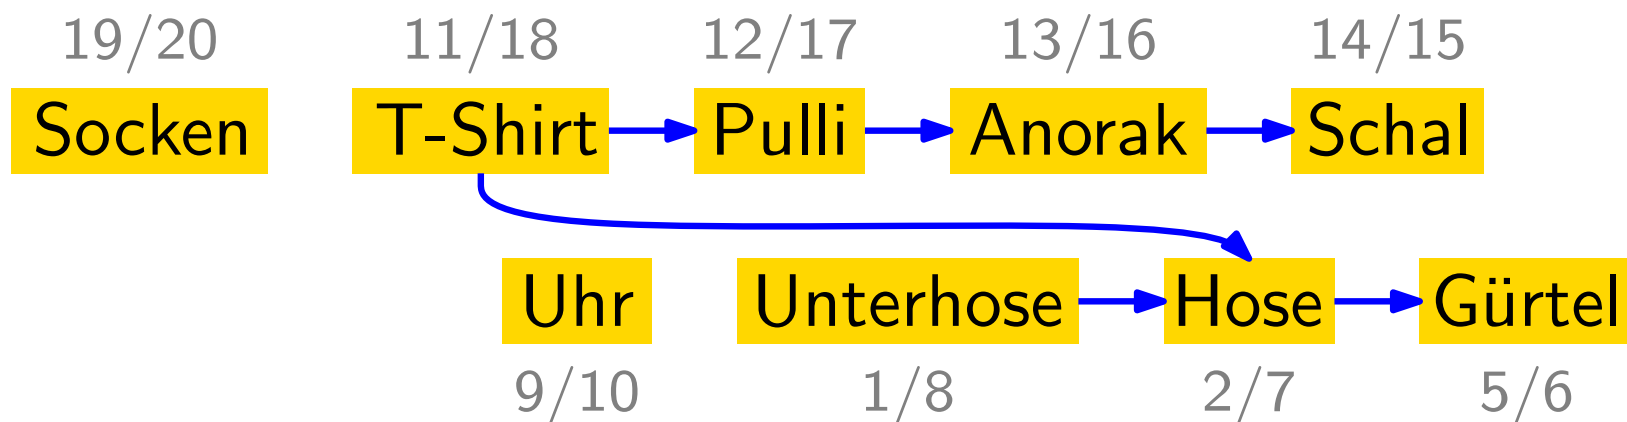 19/20 11/18 12/17 13/16 14/15
Socken T-Shirt Pulli Anorak Schal
Uhr Unterhose Hose Gürtel
9/10 1/8 2/7 5/6